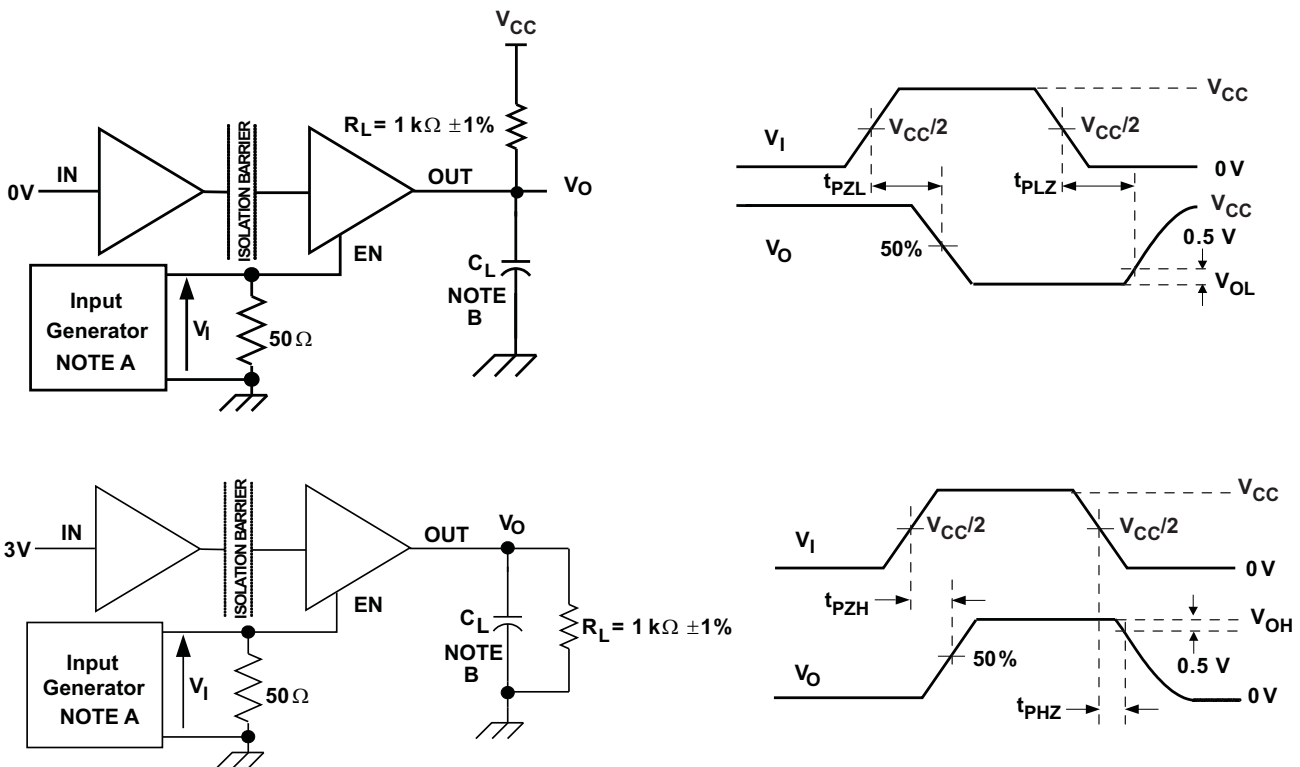 VCC
RL = 1 kΩ ±1%
ISOLATION BARRIER
0V
IN
OUT
VO
EN
CL
NOTE
B
Input
Generator
NOTE A
VI
50 Ω
VCC
VI
VCC/2
VCC/2
0 V
tPZL
tPLZ
VCC
0.5 V
VO
50%
VOL
ISOLATION BARRIER
3V
IN
OUT
VO
EN
CL
NOTE
B
RL = 1 kΩ ±1%
Input
Generator
NOTE A
VI
50 Ω
VCC
VI
VCC/2
VCC/2
0 V
tPZH
VOH
0.5 V
VO
50%
0 V
tPHZ